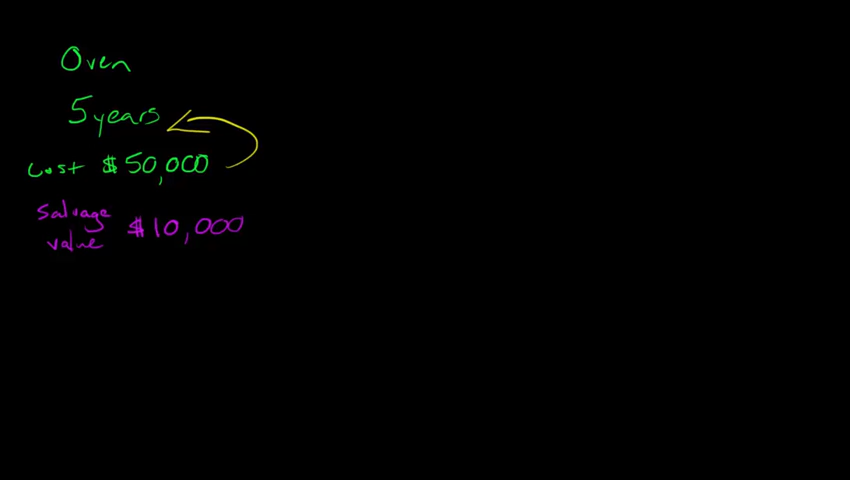 Oven
5 years
Cost $50,000
Salvage
value $10,000